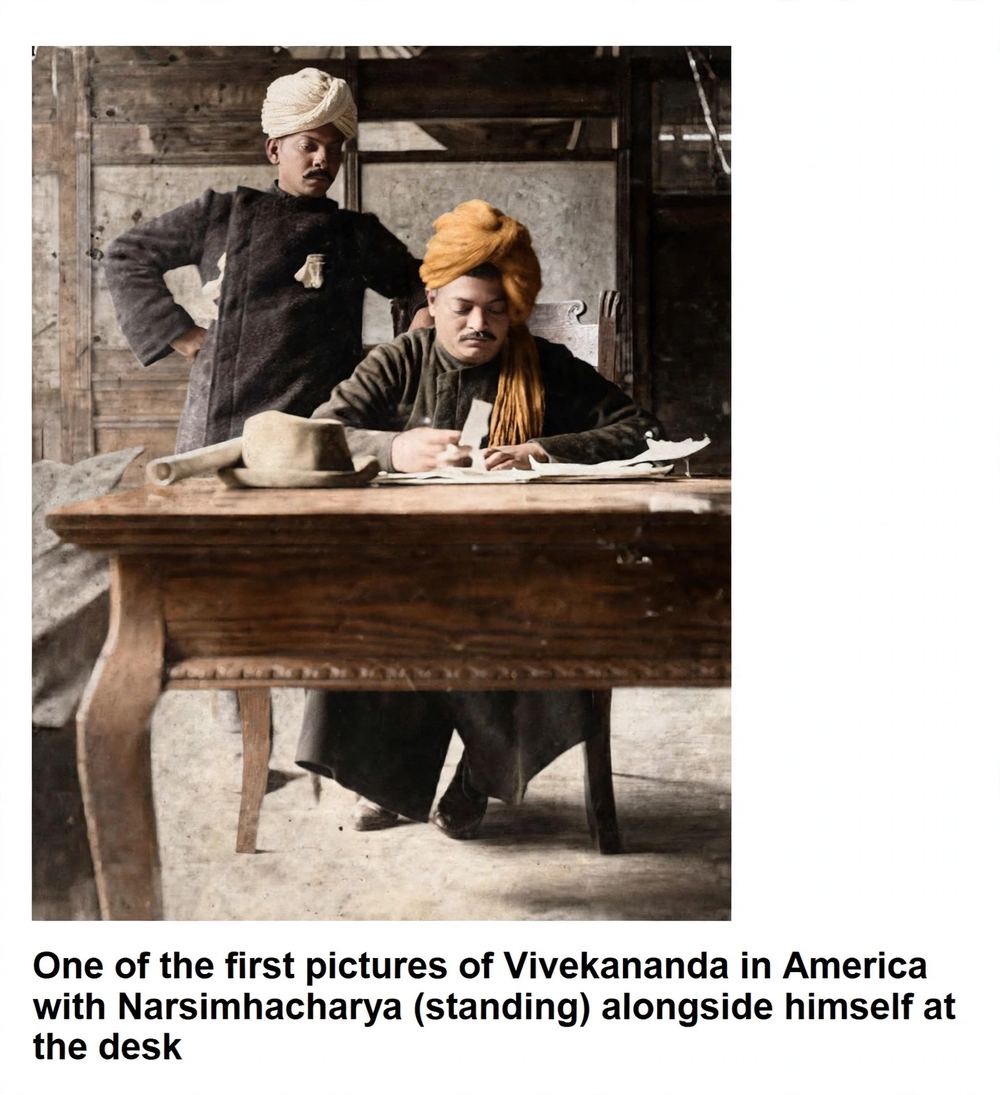 One of the first pictures of Vivekananda in America
with Narsimhacharya (standing) alongside himself at
the desk